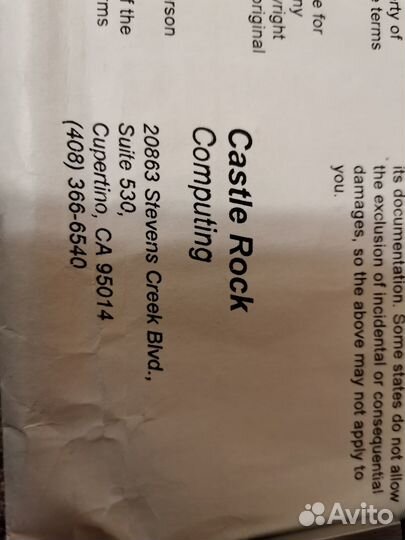 rty of
e terms
e for
ny
yright
original
erson
f the
rms
its documentation. Some states do not allow
the exclusion of incidental or consequential
damages, so the above may not apply to
you.
Castle Rock
Computing
20863 Stevens Creek Blvd.,
Suite 530,
Cupertino, CA 95014
(408) 366-6540
Avito